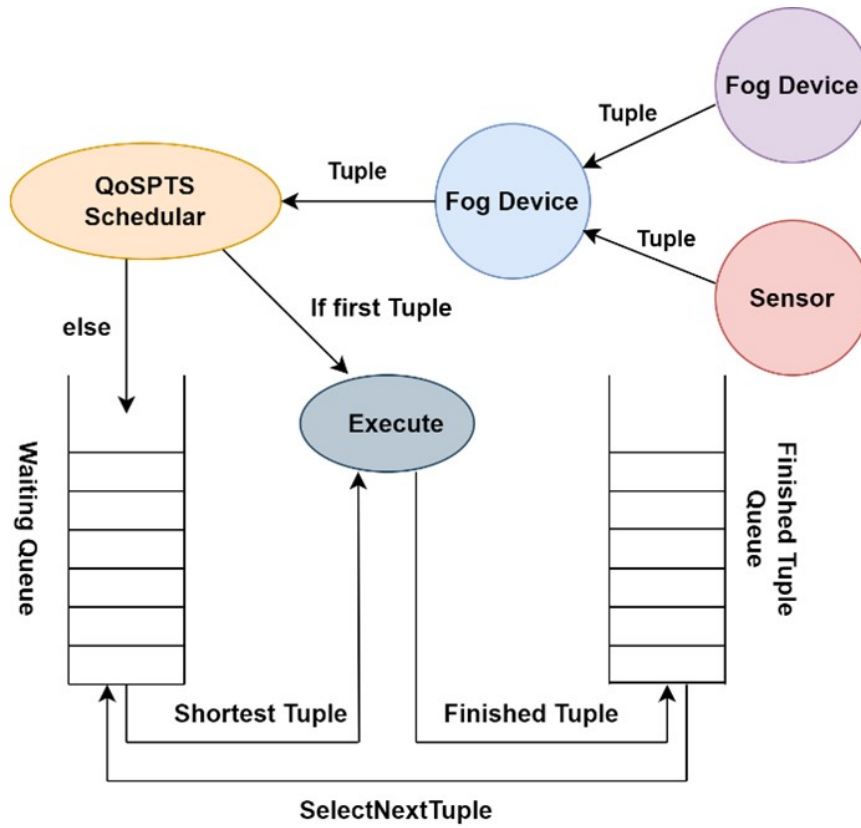 Fog Device
Tuple
QoSPTS
Schedular
Tuple
Fog Device
Tuple
Sensor
If first Tuple
else
Execute
Waiting Queue
Finished Tuple
Queue
Shortest Tuple
Finished Tuple
SelectNextTuple